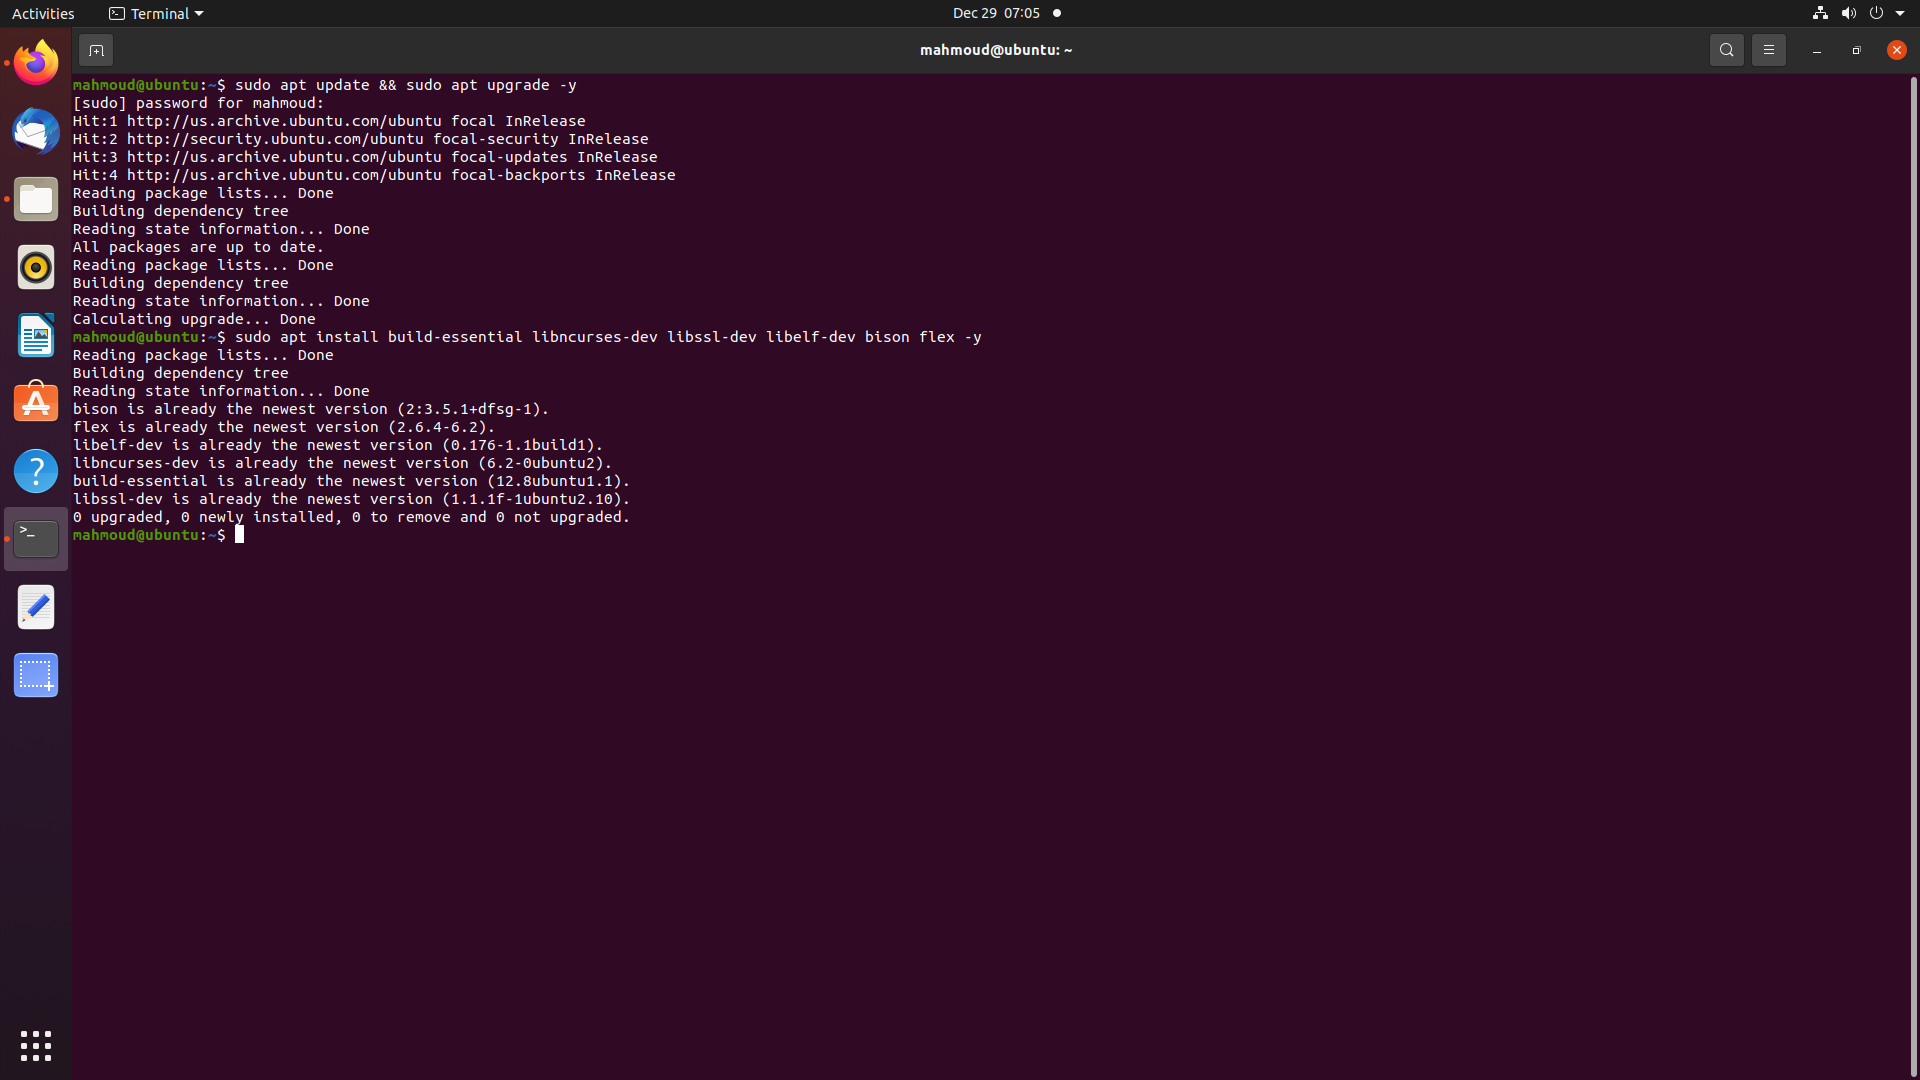 Activities
Terminal
Dec 29 07:05
mahmoud@ubuntu: ~
mahmoud@ubuntu:~$ sudo apt update && sudo apt upgrade -y
[sudo] password for mahmoud:
Hit:1 http://us.archive.ubuntu.com/ubuntu focal InRelease
Hit:2 http://security.ubuntu.com/ubuntu focal-security InRelease
Hit:3 http://us.archive.ubuntu.com/ubuntu focal-updates InRelease
Hit:4 http://us.archive.ubuntu.com/ubuntu focal-backports InRelease
Reading package lists... Done
Building dependency tree
Reading state information... Done
All packages are up to date.
Reading package lists... Done
Building dependency tree
Reading state information... Done
Calculating upgrade... Done
mahmoud@ubuntu:~$ sudo apt install build-essential libncurses-dev libssl-dev libelf-dev bison flex -y
Reading package lists... Done
Building dependency tree
Reading state information... Done
bison is already the newest version (2:3.5.1+dfsg-1).
flex is already the newest version (2.6.4-6.2).
libelf-dev is already the newest version (0.176-1.1build1).
libncurses-dev is already the newest version (6.2-0ubuntu2).
build-essential is already the newest version (12.8ubuntu1.1).
libssl-dev is already the newest version (1.1.1f-1ubuntu2.10).
0 upgraded, 0 newly installed, 0 to remove and 0 not upgraded.
mahmoud@ubuntu:~$